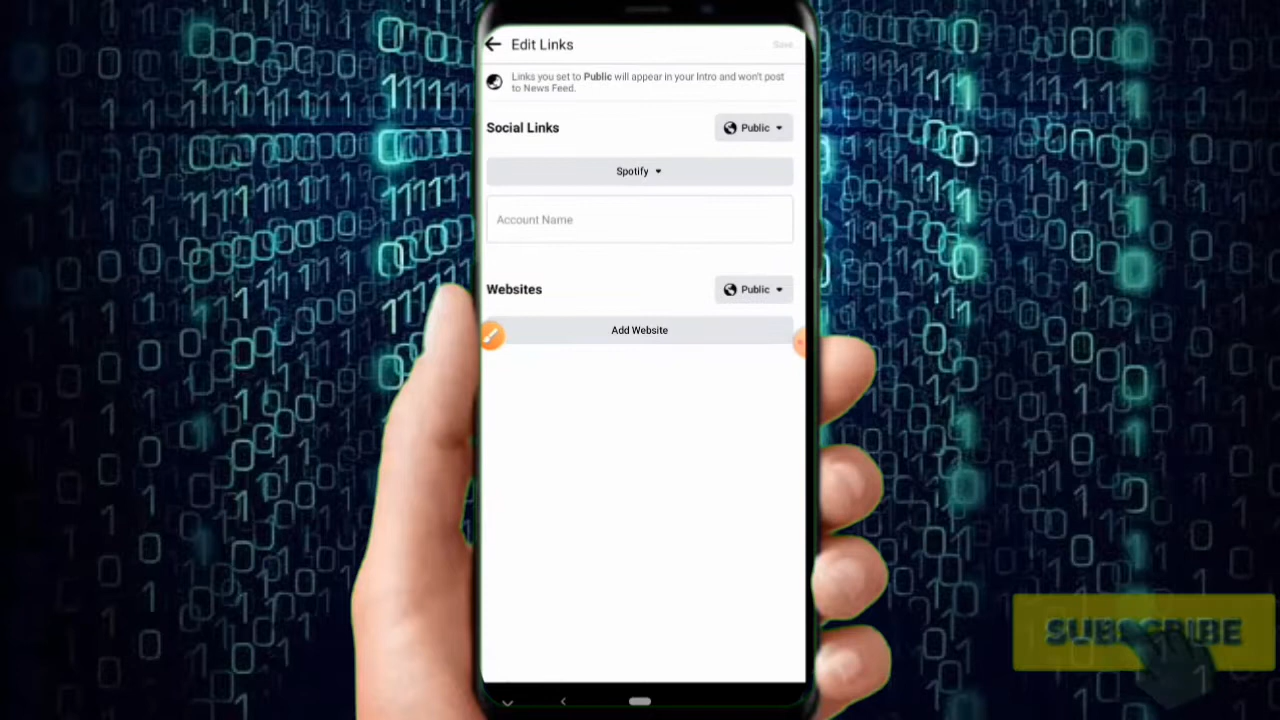 Edit Links
Save
Links you set to Public will appear in your Intro and won't post
to News Feed.
Social Links
Public
Spotify
Account Name
Websites
Public
Add Website
SUBSCRIBE